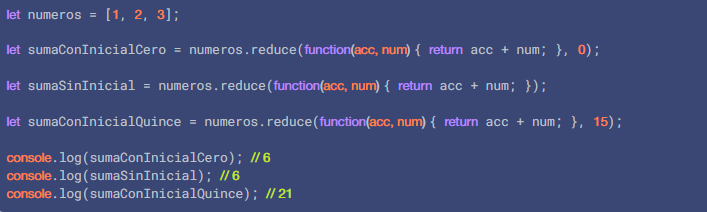 let numeros = [1, 2, 3];
let sumaConInicialCero = numeros.reduce(function(acc, num) { return acc + num; }, 0);
let sumaSinInicial = numeros.reduce(function(acc, num) { return acc + num; });
let sumaConInicialQuince = numeros.reduce(function(acc, num) { return acc + num; }, 15);
console.log(sumaConInicialCero); // 6
console.log(sumaSinInicial); // 6
console.log(sumaConInicialQuince); // 21